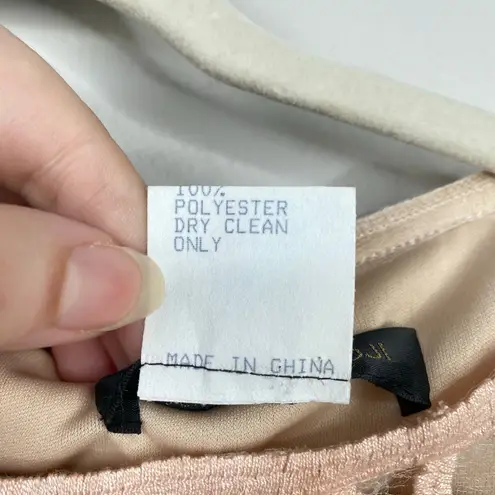 100%
POLYESTER
DRY CLEAN
ONLY
MADE IN CHINA